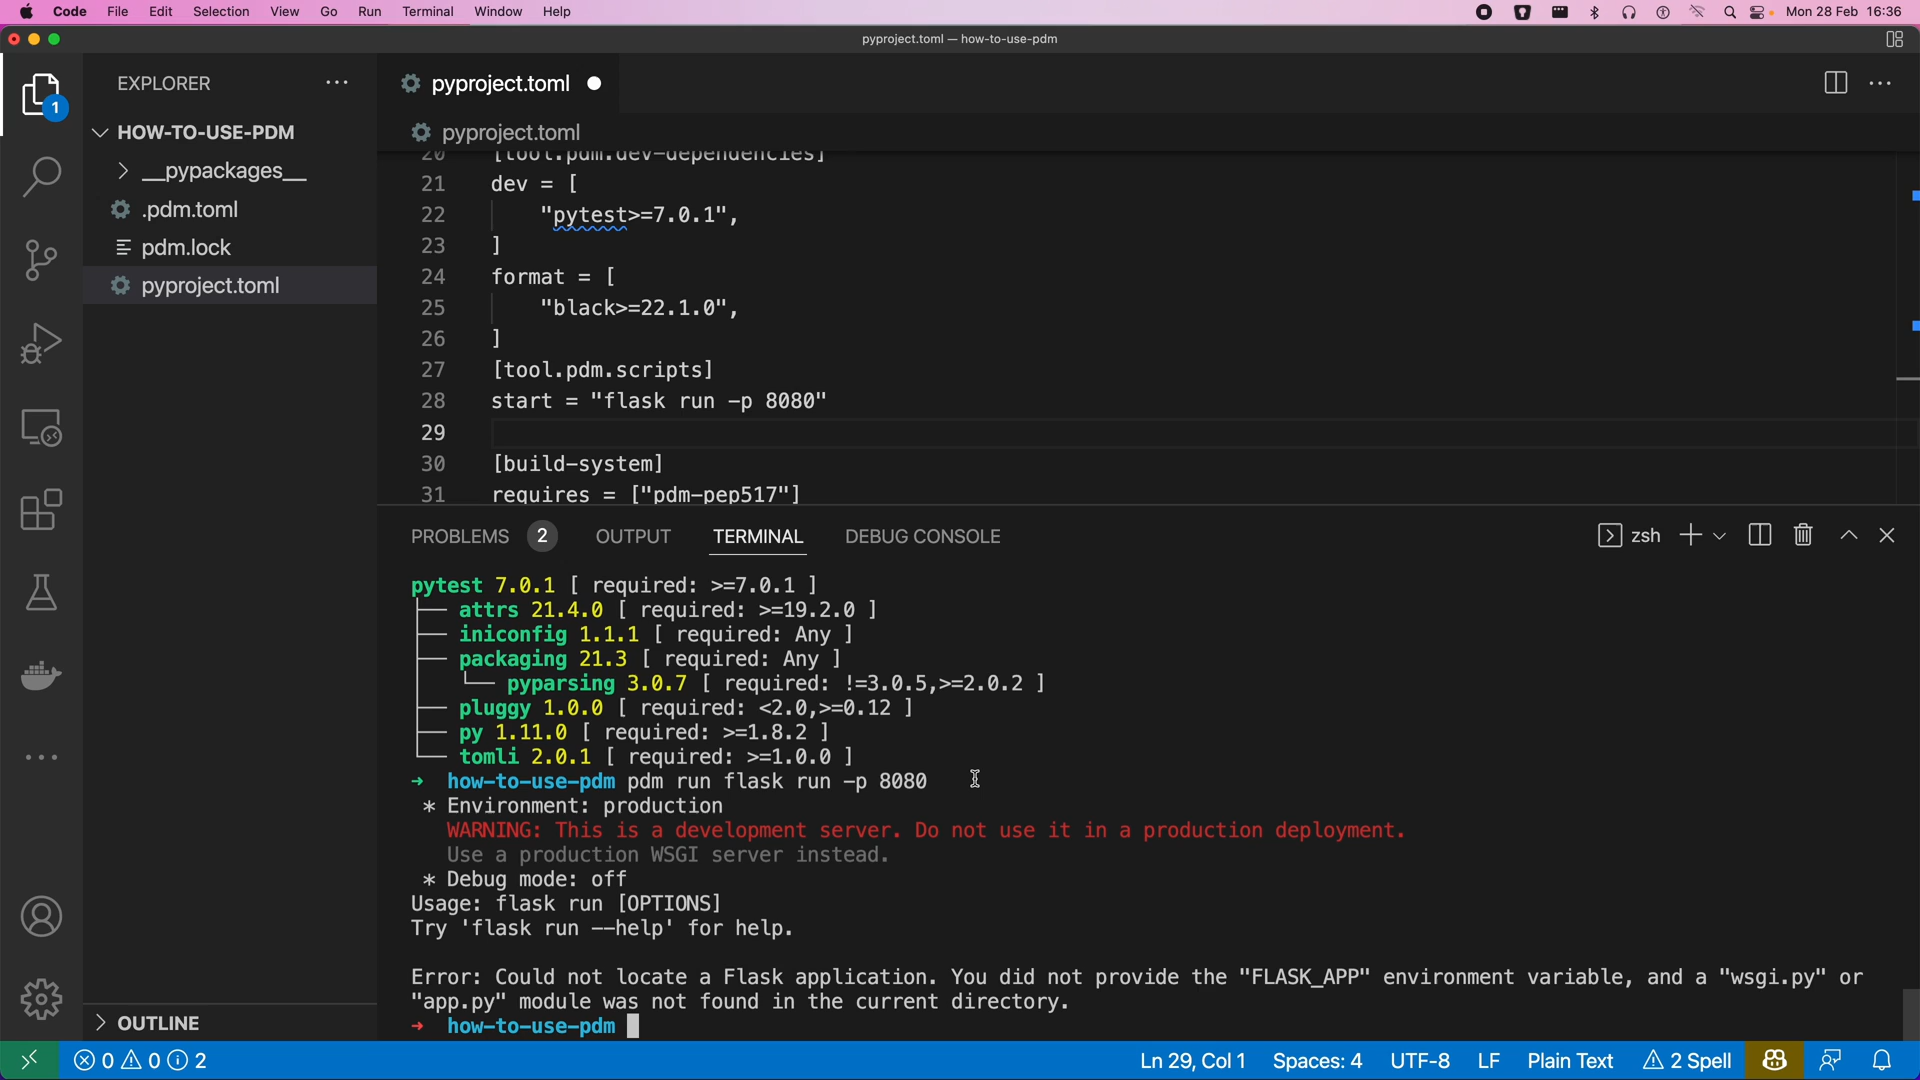 Code File Edit Selection View Go Run Terminal Window Help Mon 28 Feb 16:36
pyproject.toml — how-to-use-pdm
EXPLORER
pyproject.toml
1
HOW-TO-USE-PDM
pyproject.toml
__pypackages__
.pdm.toml
pdm.lock
pyproject.toml
20 [tool.pdm.dev-dependencies]
21 dev = [
22 "pytest>=7.0.1",
23 ]
24 format = [
25 "black>=22.1.0",
26 ]
27 [tool.pdm.scripts]
28 start = "flask run -p 8080"
29
30 [build-system]
31 requires = ["pdm-pep517"]
PROBLEMS 2 OUTPUT TERMINAL DEBUG CONSOLE zsh
pytest 7.0.1 [ required: >=7.0.1 ]
├── attrs 21.4.0 [ required: >=19.2.0 ]
├── iniconfig 1.1.1 [ required: Any ]
├── packaging 21.3 [ required: Any ]
│   └── pyparsing 3.0.7 [ required: !=3.0.5,>=2.0.2 ]
├── pluggy 1.0.0 [ required: <2.0,>=0.12 ]
├── py 1.11.0 [ required: >=1.8.2 ]
└── tomli 2.0.1 [ required: >=1.0.0 ]
➜ how-to-use-pdm pdm run flask run -p 8080
* Environment: production
WARNING: This is a development server. Do not use it in a production deployment.
Use a production WSGI server instead.
* Debug mode: off
Usage: flask run [OPTIONS]
Try 'flask run --help' for help.
Error: Could not locate a Flask application. You did not provide the "FLASK_APP" environment variable, and a "wsgi.py" or
"app.py" module was not found in the current directory.
➜ how-to-use-pdm
OUTLINE
0 0 2 Ln 29, Col 1 Spaces: 4 UTF-8 LF Plain Text 2 Spell